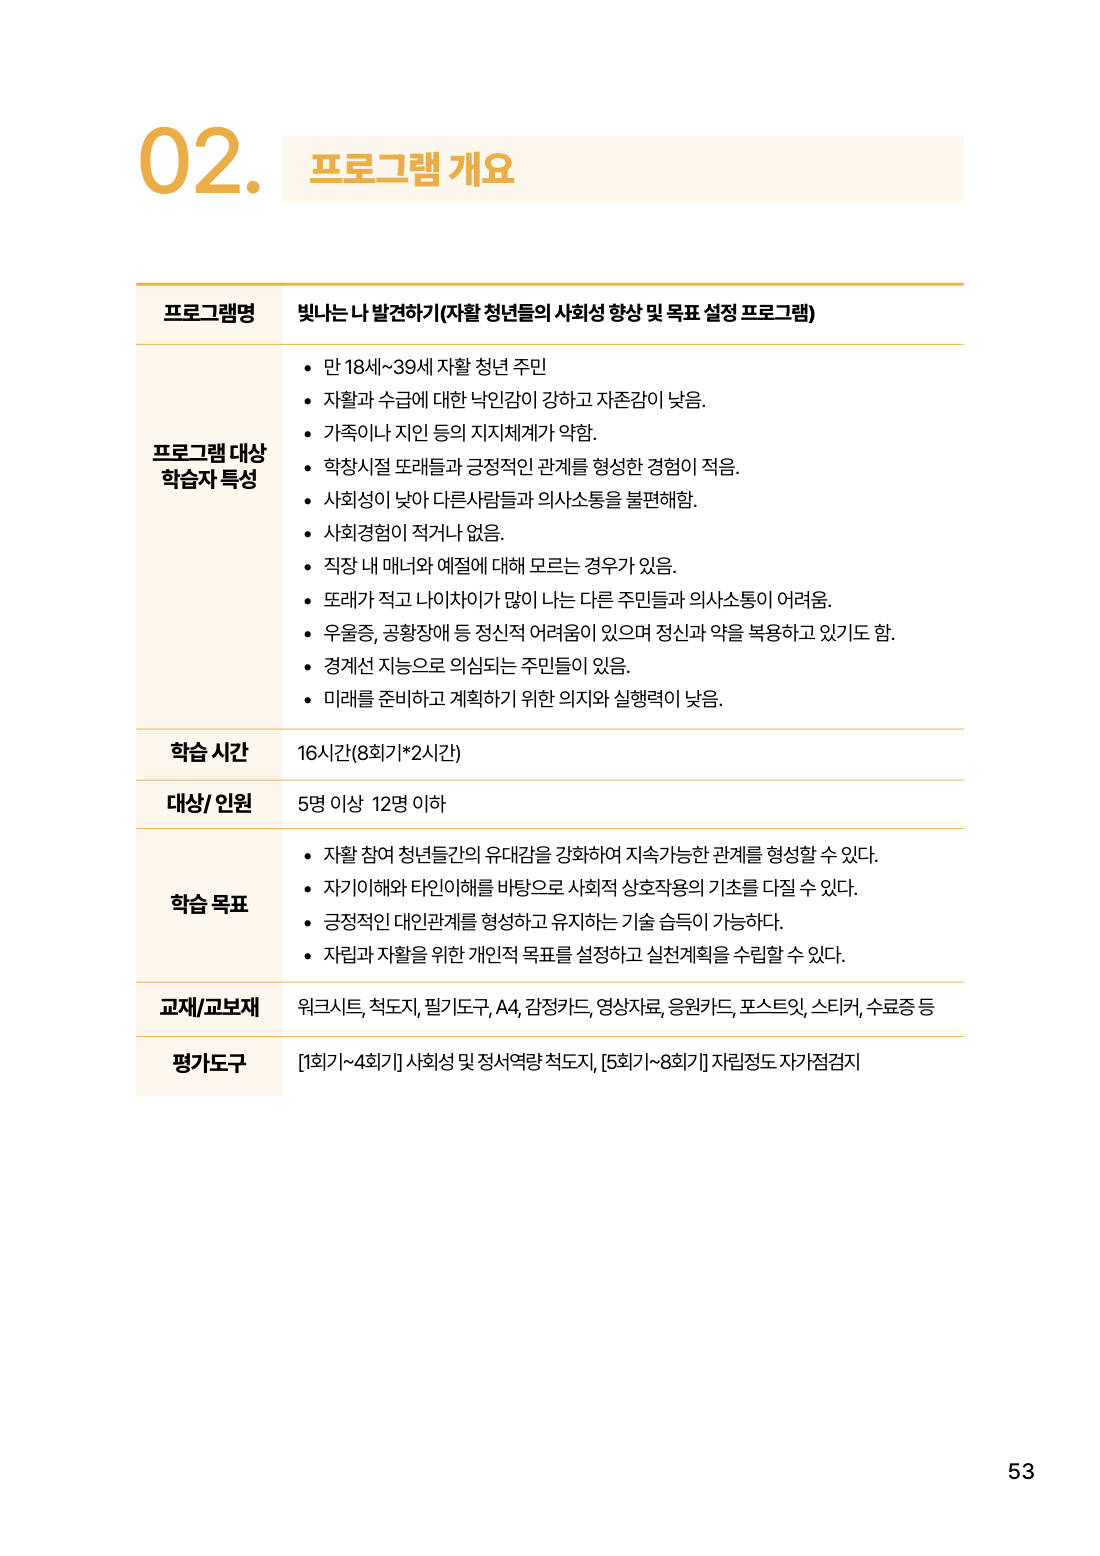 02.
프로그램 개요
프로그램명
빛나는 나 발견하기(자활 청년들의 사회성 향상 및 목표 설정 프로그램)
프로그램 대상
학습자 특성
• 만 18세~39세 자활 청년 주민
• 자활과 수급에 대한 낙인감이 강하고 자존감이 낮음.
• 가족이나 지인 등의 지지체계가 약함.
• 학창시절 또래들과 긍정적인 관계를 형성한 경험이 적음.
• 사회성이 낮아 다른사람들과 의사소통을 불편해함.
• 사회경험이 적거나 없음.
• 직장 내 매너와 예절에 대해 모르는 경우가 있음.
• 또래가 적고 나이차이가 많이 나는 다른 주민들과 의사소통이 어려움.
• 우울증, 공황장애 등 정신적 어려움이 있으며 정신과 약을 복용하고 있기도 함.
• 경계선 지능으로 의심되는 주민들이 있음.
• 미래를 준비하고 계획하기 위한 의지와 실행력이 낮음.
학습 시간
16시간(8회기*2시간)
대상/ 인원
5명 이상  12명 이하
학습 목표
• 자활 참여 청년들간의 유대감을 강화하여 지속가능한 관계를 형성할 수 있다.
• 자기이해와 타인이해를 바탕으로 사회적 상호작용의 기초를 다질 수 있다.
• 긍정적인 대인관계를 형성하고 유지하는 기술 습득이 가능하다.
• 자립과 자활을 위한 개인적 목표를 설정하고 실천계획을 수립할 수 있다.
교재/교보재
워크시트, 척도지, 필기도구, A4, 감정카드, 영상자료, 응원카드, 포스트잇, 스티커, 수료증 등
평가도구
[1회기~4회기] 사회성 및 정서역량 척도지, [5회기~8회기] 자립정도 자가점검지
53